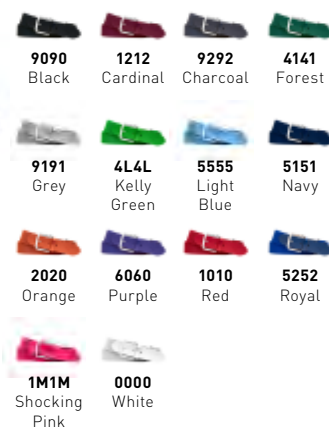 9090 1212 9292 4141
Black Cardinal Charcoal Forest
9191 4L4L 5555 5151
Grey Kelly Light Navy
Green Blue
2020 6060 1010 5252
Orange Purple Red Royal
1M1M 0000
Shocking White
Pink